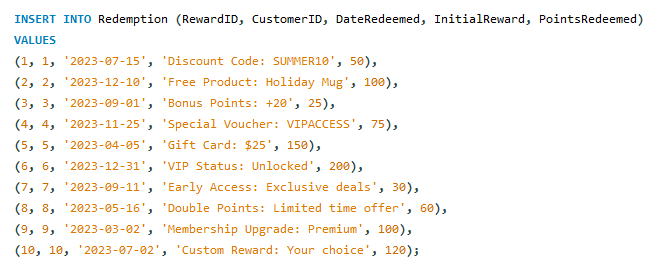 INSERT INTO Redemption (RewardID, CustomerID, DateRedeemed, InitialReward, PointsRedeemed)
VALUES
(1, 1, '2023-07-15', 'Discount Code: SUMMER10', 50),
(2, 2, '2023-12-10', 'Free Product: Holiday Mug', 100),
(3, 3, '2023-09-01', 'Bonus Points: +20', 25),
(4, 4, '2023-11-25', 'Special Voucher: VIPACCESS', 75),
(5, 5, '2023-04-05', 'Gift Card: $25', 150),
(6, 6, '2023-12-31', 'VIP Status: Unlocked', 200),
(7, 7, '2023-09-11', 'Early Access: Exclusive deals', 30),
(8, 8, '2023-05-16', 'Double Points: Limited time offer', 60),
(9, 9, '2023-03-02', 'Membership Upgrade: Premium', 100),
(10, 10, '2023-07-02', 'Custom Reward: Your choice', 120);